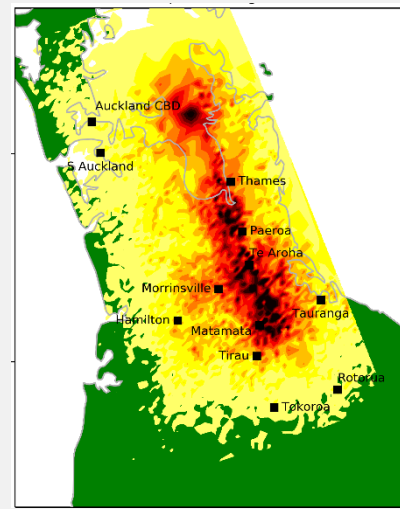 Auckland CBD
S Auckland
Thames
Paeroa
Te Aroha
Morrinsville
Tauranga
Hamilton
Matamata
Tirau
Rotorua
Tokoroa